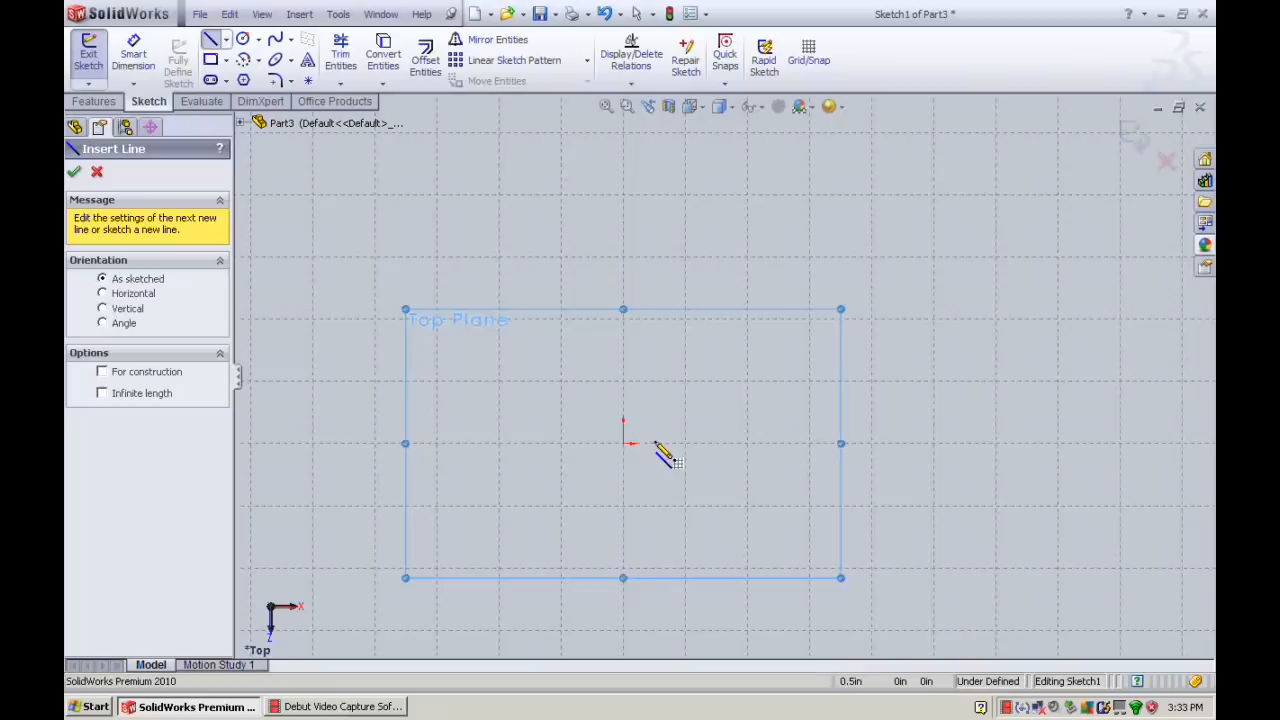 SolidWorks File Edit View Insert Tools Window Help Sketch1 of Part3 *
Exit Sketch Smart Dimension Fully Define Sketch Trim Entities Convert Entities Offset Entities Mirror Entities Linear Sketch Pattern Move Entities Display/Delete Relations Repair Sketch Quick Snaps Rapid Sketch Grid/Snap
Features Sketch Evaluate DimXpert Office Products
Part3 (Default<<Default>_...
Insert Line ?
Message
Edit the settings of the next new
line or sketch a new line.
Orientation
As sketched
Horizontal
Vertical
Angle
Options
For construction
Infinite length
Top Plane
X
Z
*Top
Model Motion Study 1
SolidWorks Premium 2010 0.5in 0in 0in Under Defined Editing Sketch1
Start SolidWorks Premium ... Debut Video Capture Sof... 3:33 PM